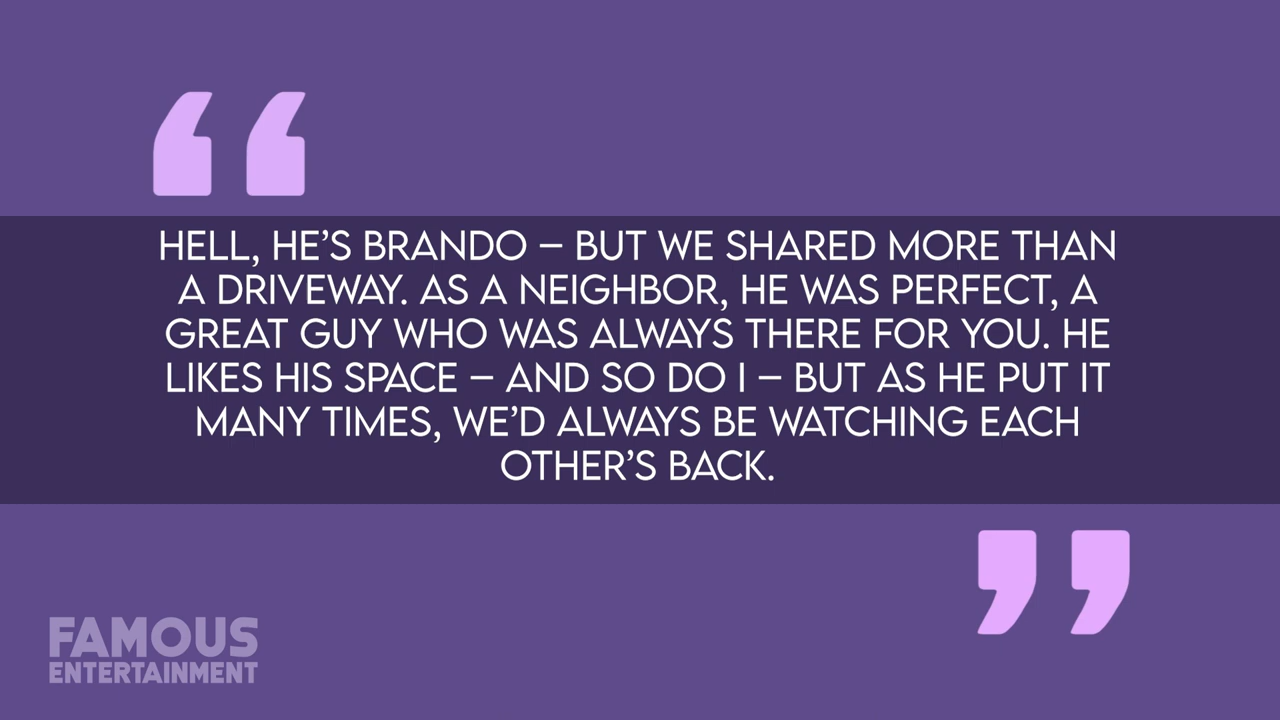 “
HELL, HE’S BRANDO – BUT WE SHARED MORE THAN
A DRIVEWAY. AS A NEIGHBOR, HE WAS PERFECT, A
GREAT GUY WHO WAS ALWAYS THERE FOR YOU. HE
LIKES HIS SPACE – AND SO DO I – BUT AS HE PUT IT
MANY TIMES, WE’D ALWAYS BE WATCHING EACH
OTHER’S BACK.
”
FAMOUS
ENTERTAINMENT